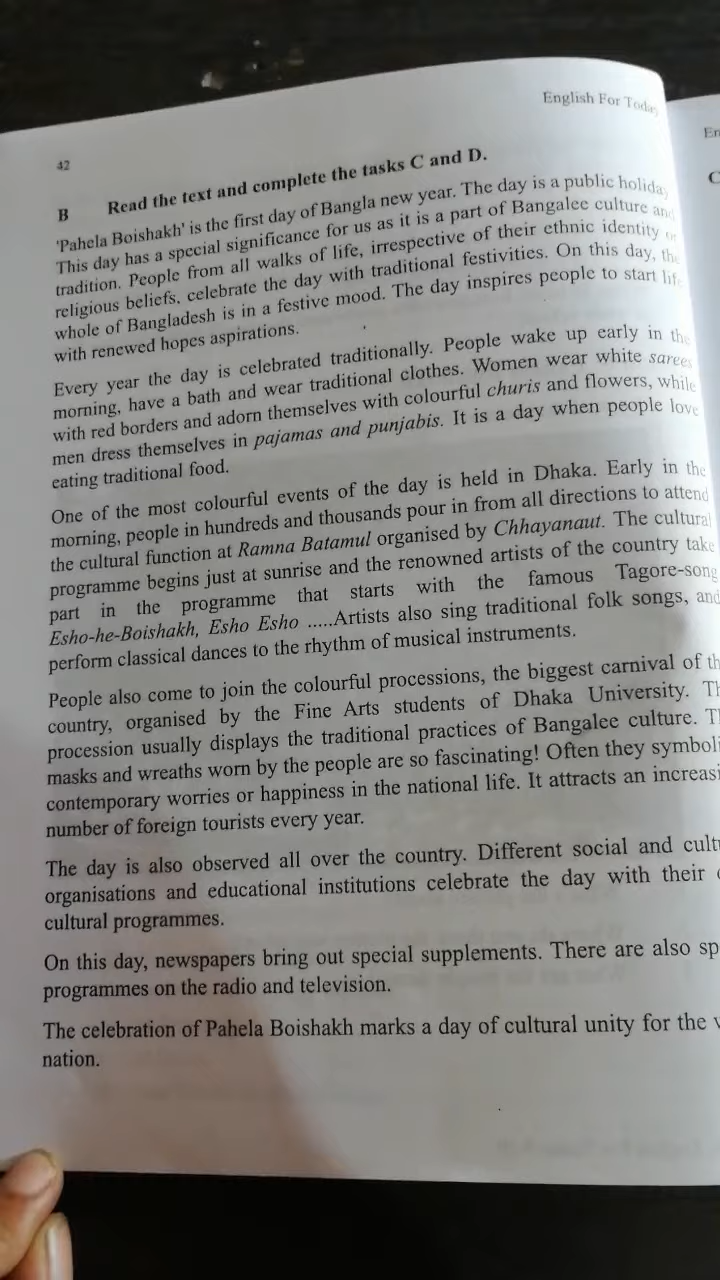 English For Today
42
B Read the text and complete the tasks C and D.
'Pahela Boishakh' is the first day of Bangla new year. The day is a public holiday
This day has a special significance for us as it is a part of Bangalee culture and
tradition. People from all walks of life, irrespective of their ethnic identity or
religious beliefs, celebrate the day with traditional festivities. On this day, the
whole of Bangladesh is in a festive mood. The day inspires people to start life
with renewed hopes aspirations.
Every year the day is celebrated traditionally. People wake up early in the
morning, have a bath and wear traditional clothes. Women wear white sarees
with red borders and adorn themselves with colourful churis and flowers, while
men dress themselves in pajamas and punjabis. It is a day when people love
eating traditional food.
One of the most colourful events of the day is held in Dhaka. Early in the
morning, people in hundreds and thousands pour in from all directions to attend
the cultural function at Ramna Batamul organised by Chhayanaut. The cultural
programme begins just at sunrise and the renowned artists of the country take
part in the programme that starts with the famous Tagore-song
Esho-he-Boishakh, Esho Esho .....Artists also sing traditional folk songs, and
perform classical dances to the rhythm of musical instruments.
People also come to join the colourful processions, the biggest carnival of th
country, organised by the Fine Arts students of Dhaka University. Th
procession usually displays the traditional practices of Bangalee culture. Th
masks and wreaths worn by the people are so fascinating! Often they symboli
contemporary worries or happiness in the national life. It attracts an increasi
number of foreign tourists every year.
The day is also observed all over the country. Different social and cultu
organisations and educational institutions celebrate the day with their
cultural programmes.
On this day, newspapers bring out special supplements. There are also sp
programmes on the radio and television.
The celebration of Pahela Boishakh marks a day of cultural unity for the
nation.